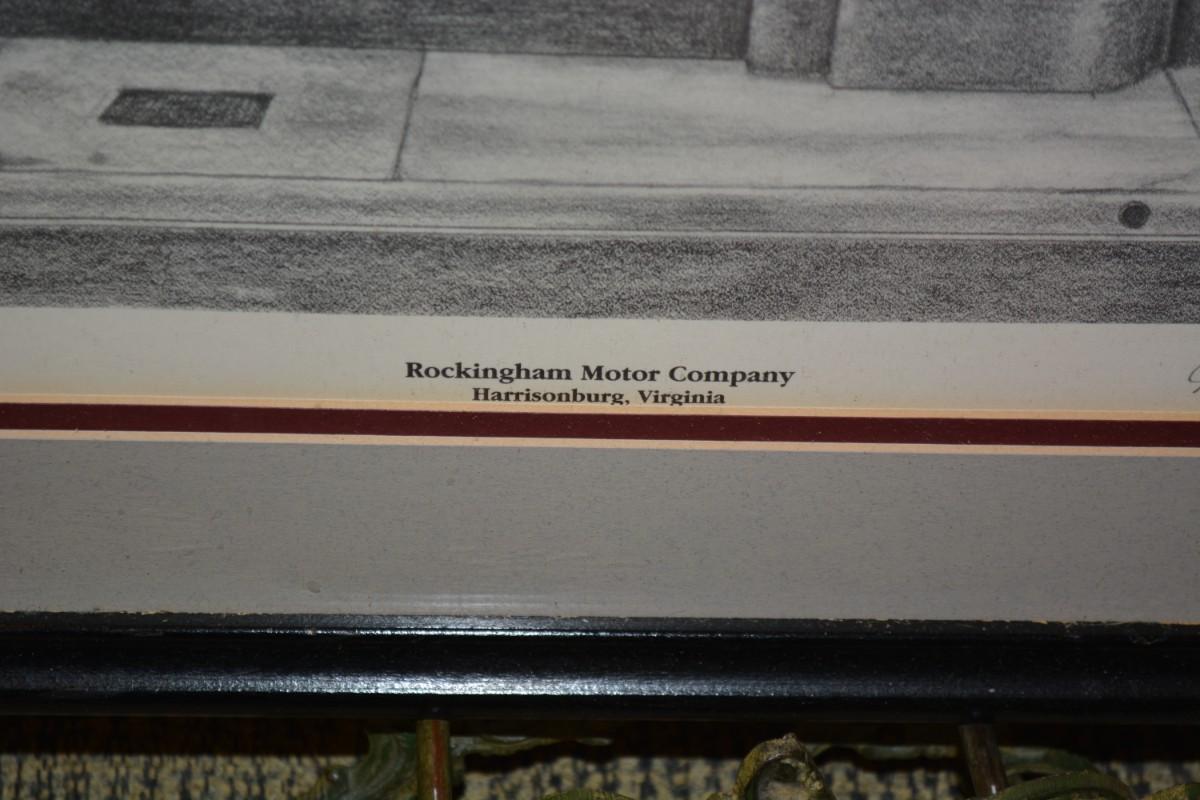 Rockingham Motor Company
Harrisonburg, Virginia